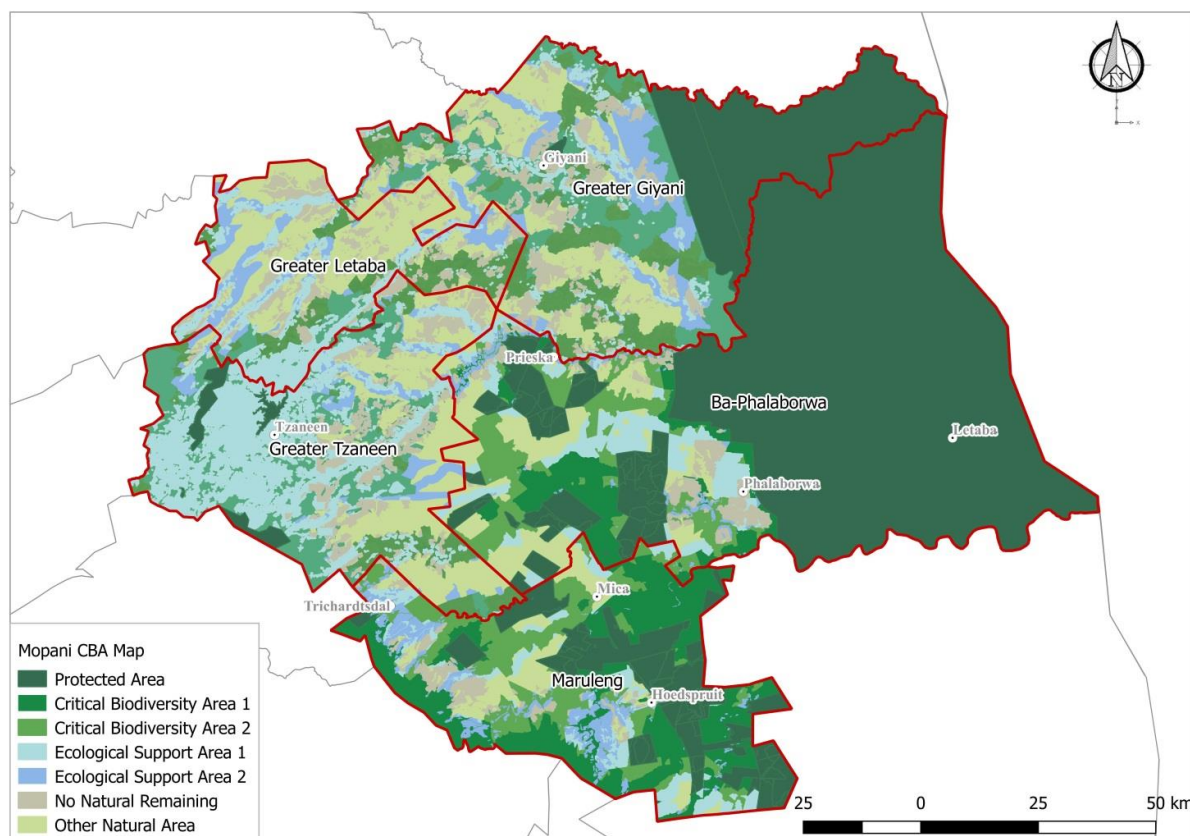 N
Giyani
Greater Giyani
Greater Letaba
Prieska
Ba-Phalaborwa
Tzaneen
Greater Tzaneen
Letaba
Phalaborwa
Mica
Trichardtsdal
Maruleng
Hoedspruit
Mopani CBA Map
Protected Area
Critical Biodiversity Area 1
Critical Biodiversity Area 2
Ecological Support Area 1
Ecological Support Area 2
No Natural Remaining
Other Natural Area
25 0 25 50 km